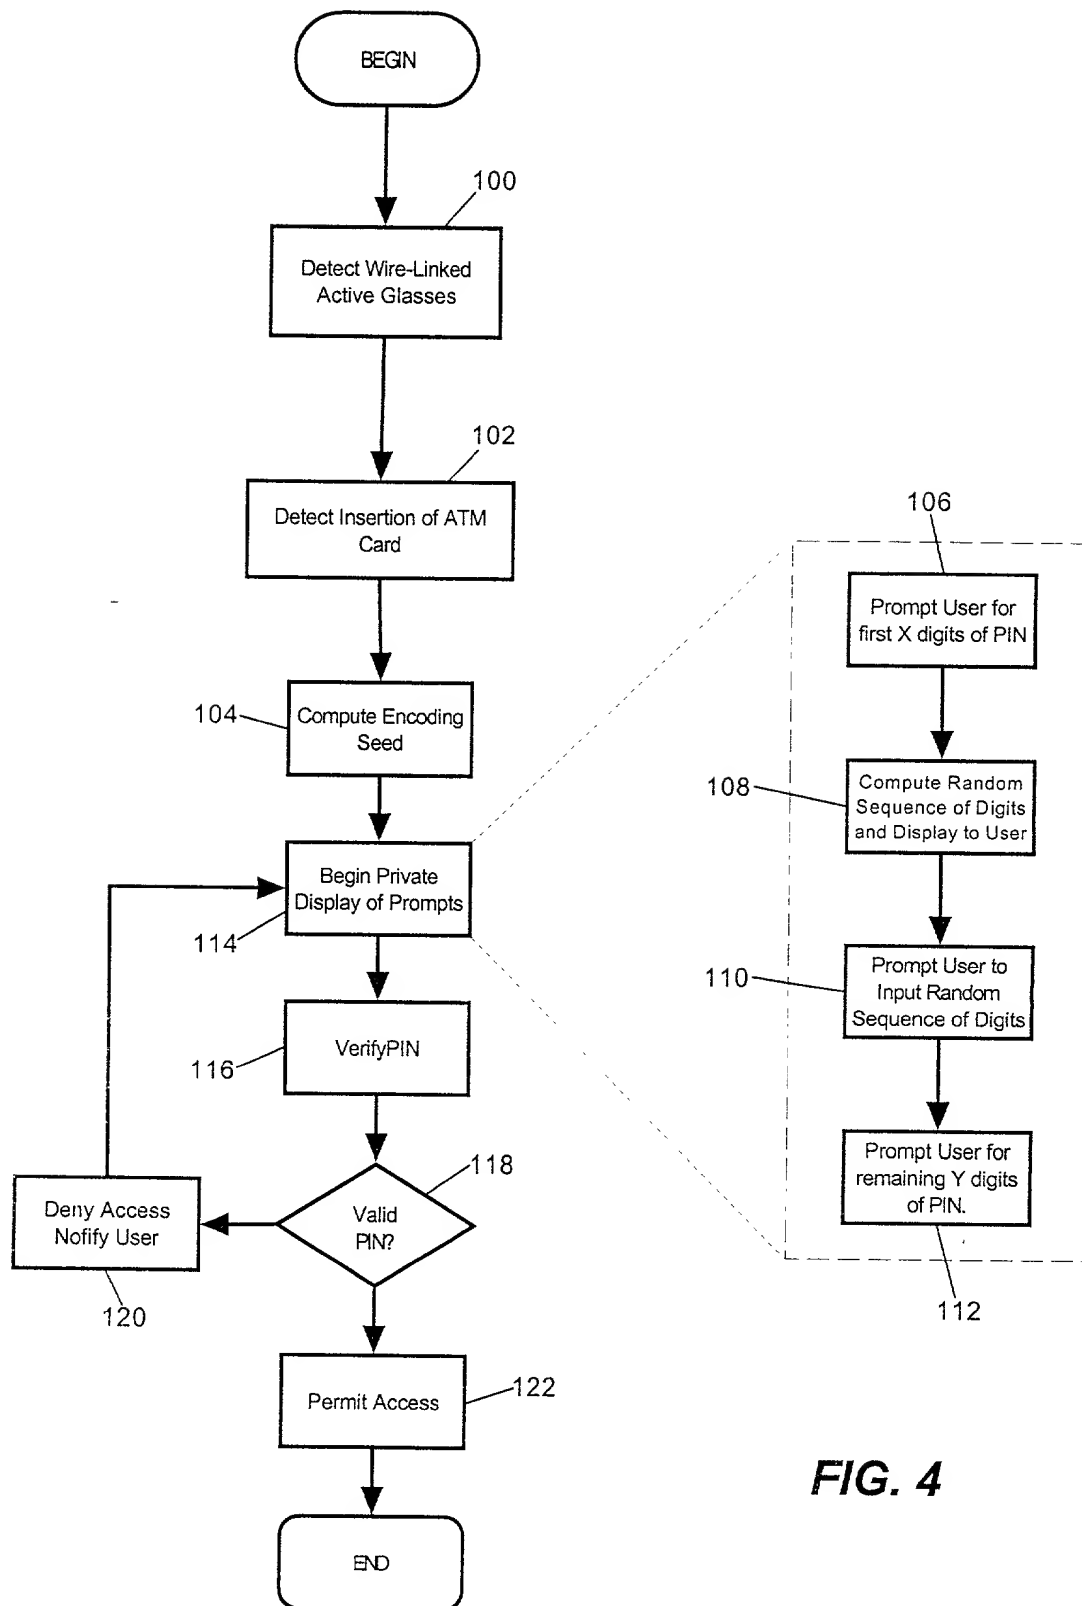 BEGIN
100
Detect Wire-Linked
Active Glasses
102
Detect Insertion of ATM
Card
104
Compute Encoding
Seed
Begin Private
Display of Prompts
114
116
VerifyPIN
118
Valid
PIN?
Deny Access
Nofify User
120
Permit Access
122
END
106
Prompt User for
first X digits of PIN
108
Compute Random
Sequence of Digits
and Display to User
110
Prompt User to
Input Random
Sequence of Digits
Prompt User for
remaining Y digits
of PIN.
112
FIG. 4